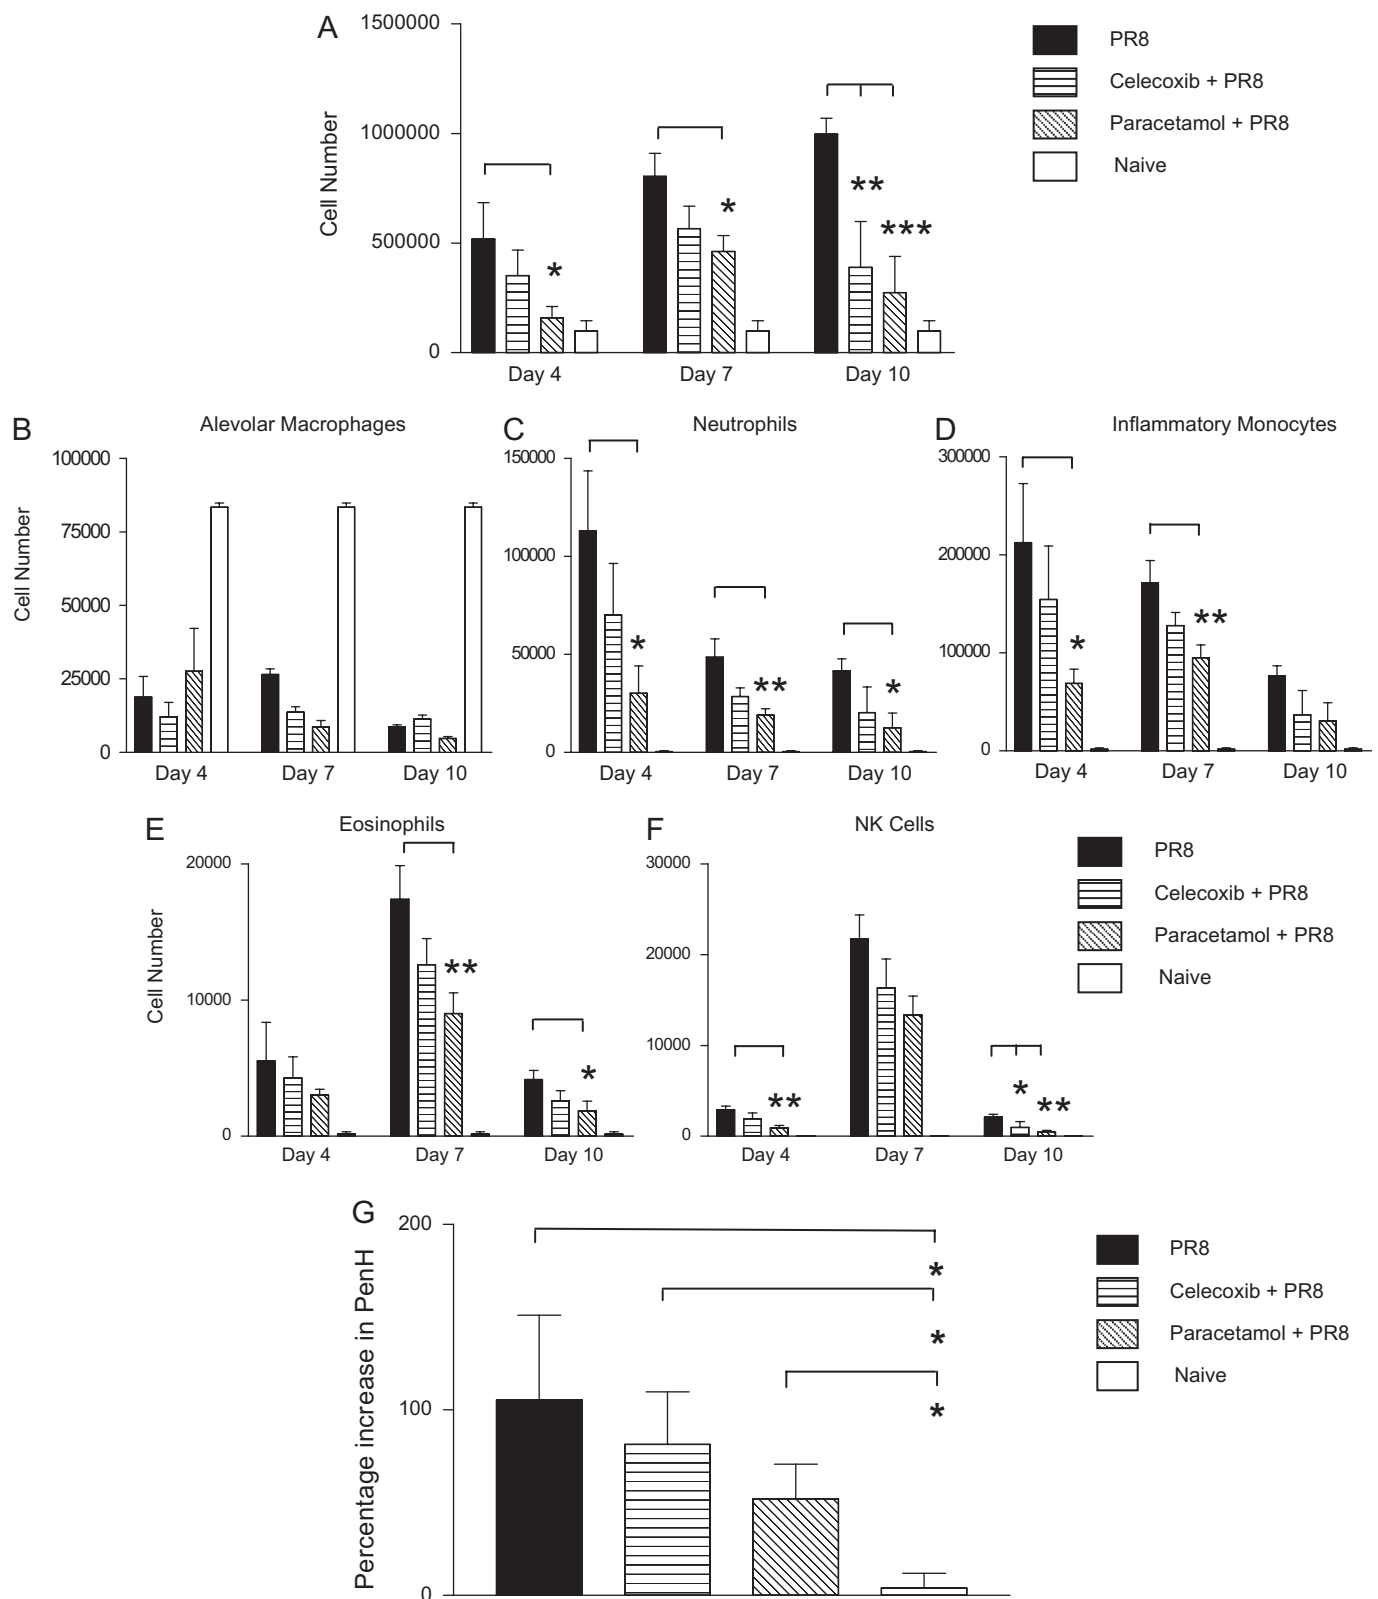 A
1500000
1000000
500000
0
Cell Number
* * ** ***
Day 4 Day 7 Day 10
PR8
Celecoxib + PR8
Paracetamol + PR8
Naive
B
Alevolar Macrophages
100000
75000
50000
25000
0
Cell Number
Day 4 Day 7 Day 10
C
Neutrophils
150000
100000
50000
0
* ** *
Day 4 Day 7 Day 10
D
Inflammatory Monocytes
300000
200000
100000
0
* **
Day 4 Day 7 Day 10
E
Eosinophils
20000
10000
0
Cell Number
** *
Day 4 Day 7 Day 10
F
NK Cells
30000
20000
10000
0
** * **
Day 4 Day 7 Day 10
PR8
Celecoxib + PR8
Paracetamol + PR8
Naive
G
200
100
0
Percentage increase in PenH
*
*
*
PR8
Celecoxib + PR8
Paracetamol + PR8
Naive